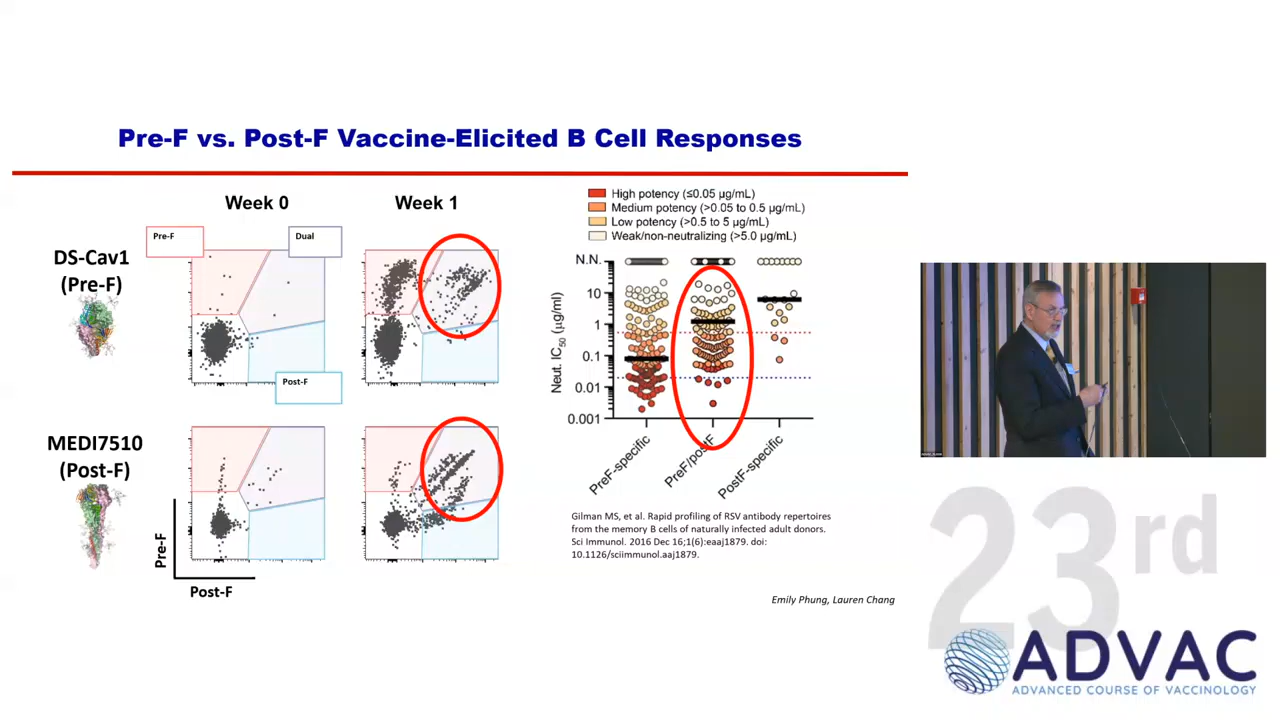 Pre-F vs. Post-F Vaccine-Elicited B Cell Responses
Week 0
Week 1
DS-Cav1
(Pre-F)
Pre-F
Dual
Post-F
MEDI7510
(Post-F)
Pre-F
Post-F
High potency (≤0.05 µg/mL)
Medium potency (>0.05 to 0.5 µg/mL)
Low potency (>0.5 to 5 µg/mL)
Weak/non-neutralizing (>5.0 µg/mL)
N.N.
10
1
0.1
0.01
0.001
Neut. IC50 (µg/ml)
PreF-specific
PreF/postF
PostF-specific
Gilman MS, et al. Rapid profiling of RSV antibody repertoires
from the memory B cells of naturally infected adult donors.
Sci Immunol. 2016 Dec 16;1(6):eaaj1879. doi:
10.1126/sciimmunol.aaj1879.
Emily Phung, Lauren Chang
23rd
ADVAC
ADVANCED COURSE OF VACCINOLOGY